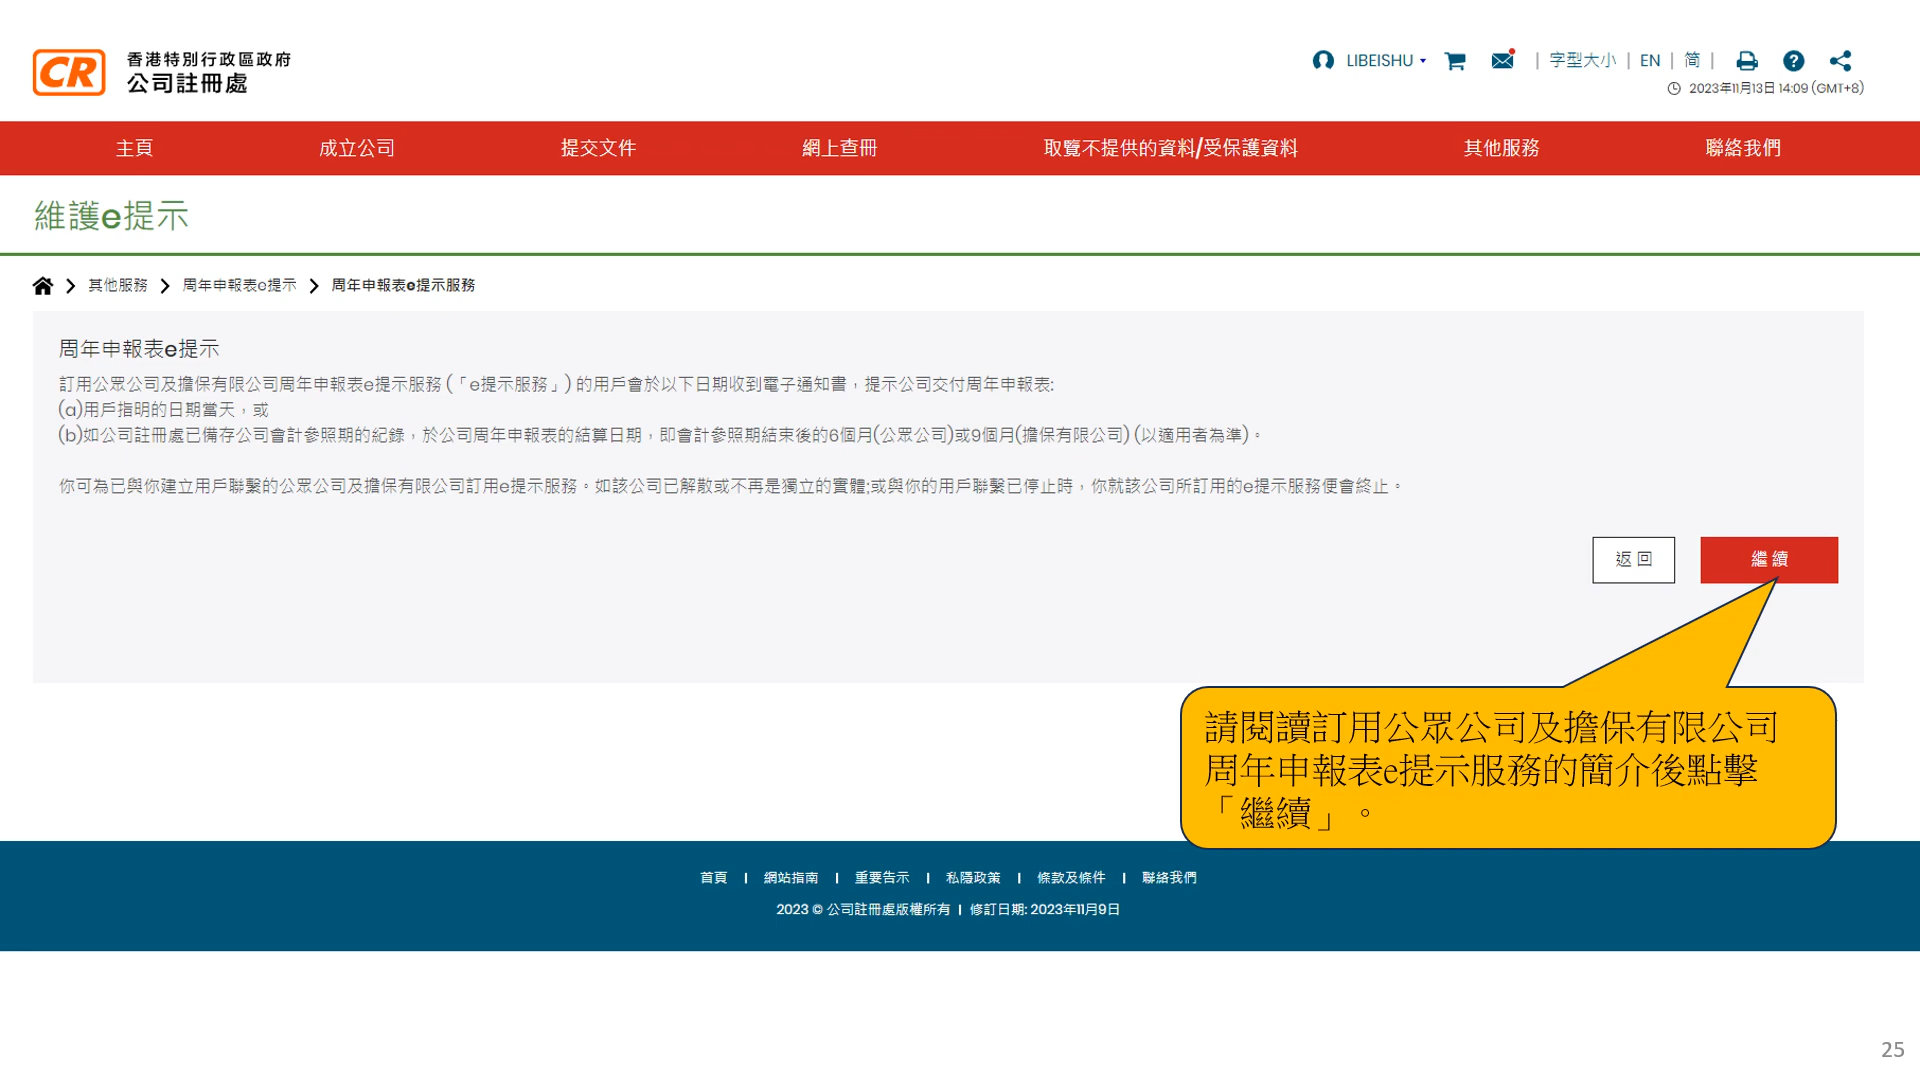 CR
香港特別行政區政府
公司註冊處
LIBEISHU
| 字型大小 | EN | 简 |
2023年11月13日 14:09 (GMT+8)
主頁 成立公司 提交文件 網上查冊 取覽不提供的資料/受保護資料 其他服務 聯絡我們
維護e提示
其他服務 周年申報表e提示 周年申報表e提示服務
周年申報表e提示
訂用公眾公司及擔保有限公司周年申報表e提示服務 (「e提示服務」) 的用戶會於以下日期收到電子通知書，提示公司交付周年申報表:
(a)用戶指明的日期當天，或
(b)如公司註冊處已備存公司會計參照期的紀錄，於公司周年申報表的結算日期，即會計參照期結束後的6個月(公眾公司)或9個月(擔保有限公司) (以適用者為準)。
你可為已與你建立用戶聯繫的公眾公司及擔保有限公司訂用e提示服務。如該公司已解散或不再是獨立的實體;或與你的用戶聯繫已停止時，你就該公司所訂用的e提示服務便會終止。
返回 繼續
請閱讀訂用公眾公司及擔保有限公司
周年申報表e提示服務的簡介後點擊
「繼續」。
首頁 | 網站指南 | 重要告示 | 私隱政策 | 條款及條件 | 聯絡我們
2023 © 公司註冊處版權所有 | 修訂日期: 2023年11月9日
25